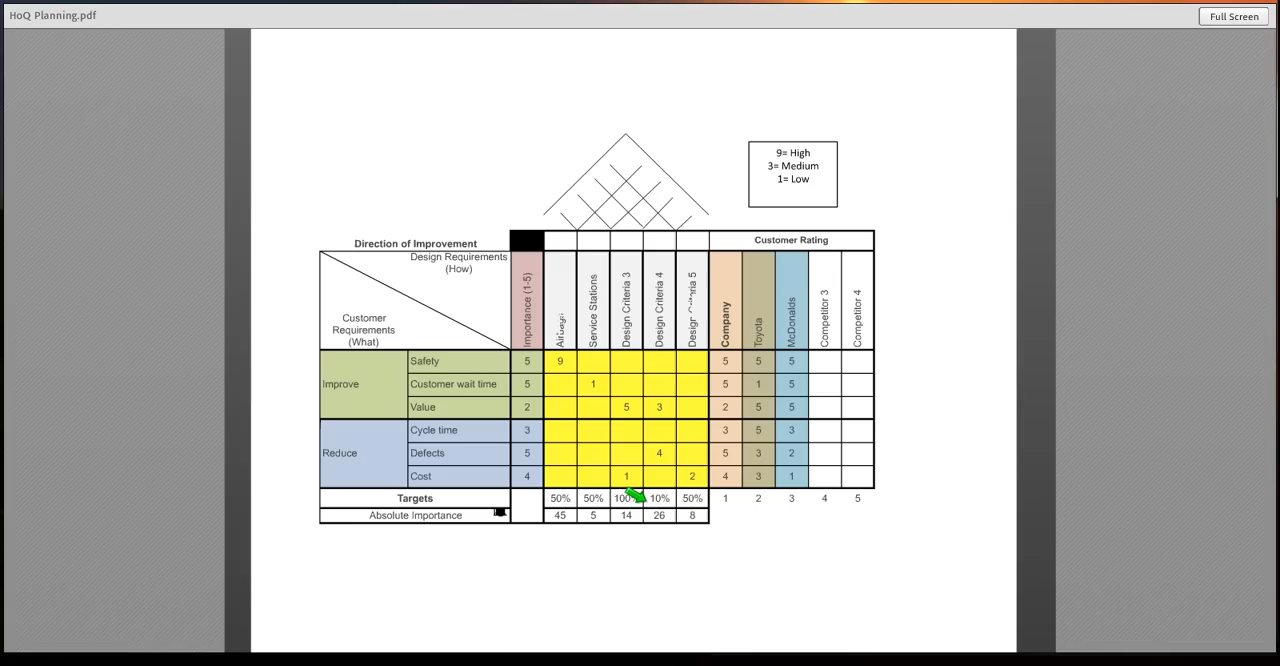 HoQ Planning.pdf
Full Screen
9= High
3= Medium
1= Low
Direction of Improvement
Customer Rating
Design Requirements
(How)
Customer
Requirements
(What)
Importance (1-5)
Service Stations
Design Criteria 3
Design Criteria 4
Company
Toyota
McDonalds
Competitor 3
Competitor 4
Improve
Safety 5 9 5 5 5
Customer wait time 5 1 5 1 5
Value 2 5 3 2 5 5
Reduce
Cycle time 3 3 5 3
Defects 5 4 5 3 2
Cost 4 1 2 4 3 1
Targets 50% 50% 100% 10% 50% 1 2 3 4 5
Absolute Importance 45 5 14 26 8